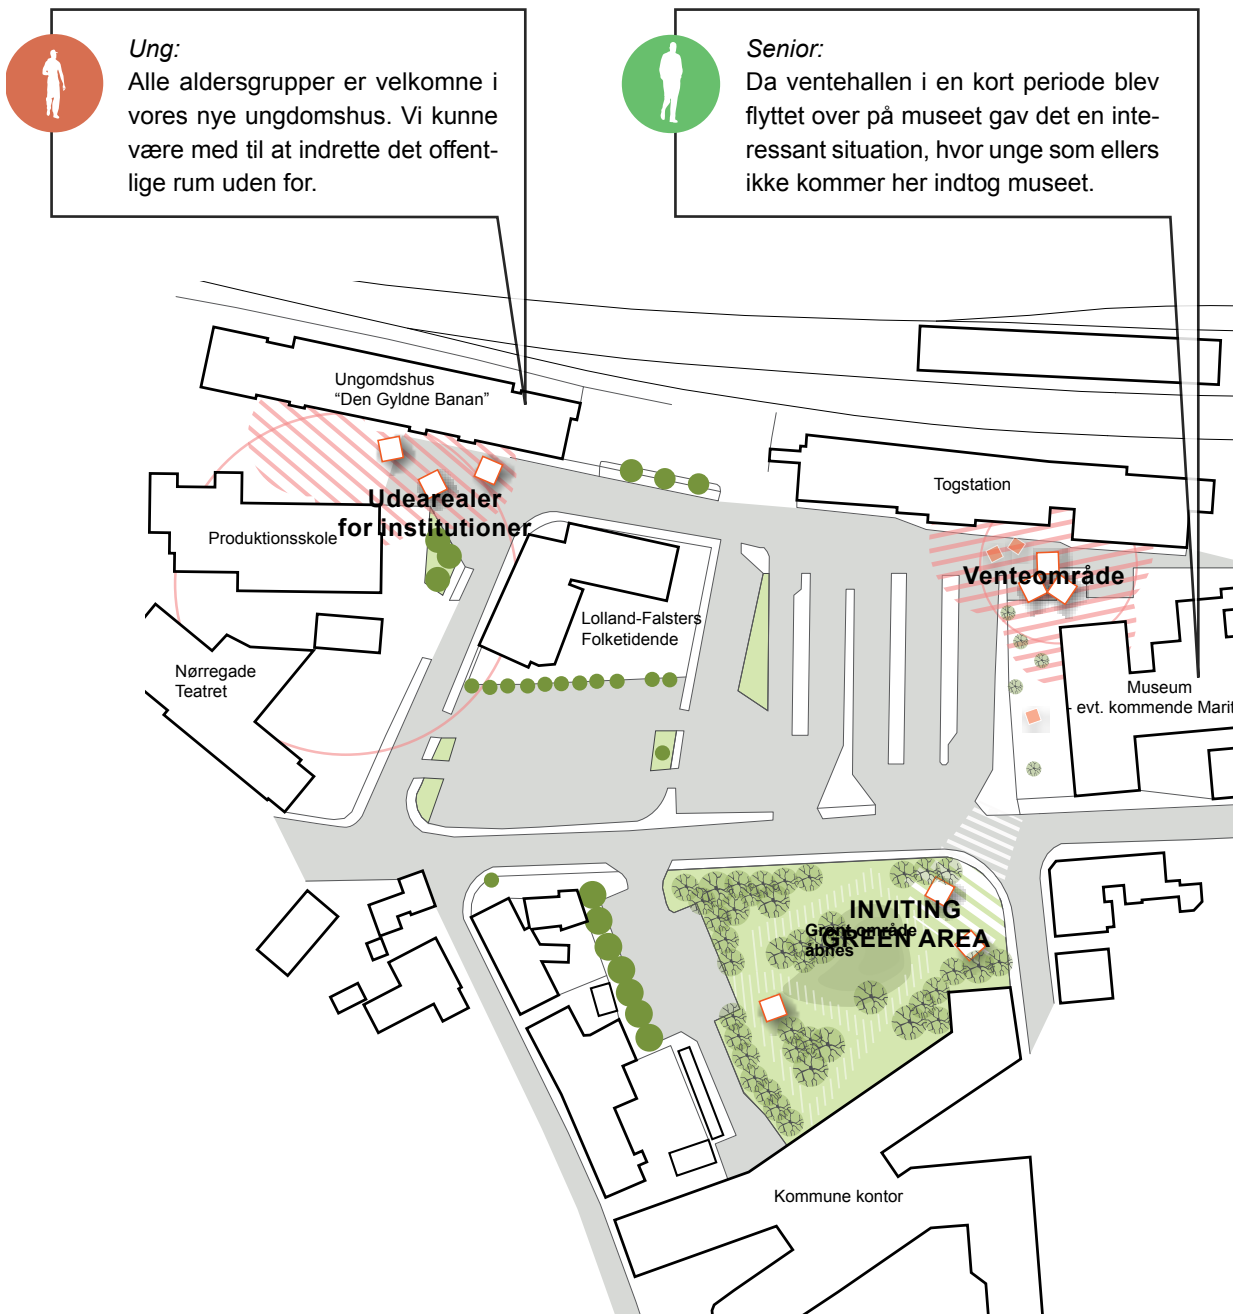 Ung:
Alle aldersgrupper er velkomne i
vores nye ungdomshus. Vi kunne
være med til at indrette det offent-
lige rum uden for.
Senior:
Da ventehallen i en kort periode blev
flyttet over på museet gav det en inte-
ressant situation, hvor unge som ellers
ikke kommer her indtog museet.
Ungomdshus
“Den Gyldne Banan”
Togstation
Udearealer
for institutioner
Produktionsskole
Venteområde
Lolland-Falsters
Folketidende
Nørregade
Teatret
Museum
- evt. kommende Marit
INVITING
GREEN AREA
Grønt område
åbnes
Kommune kontor